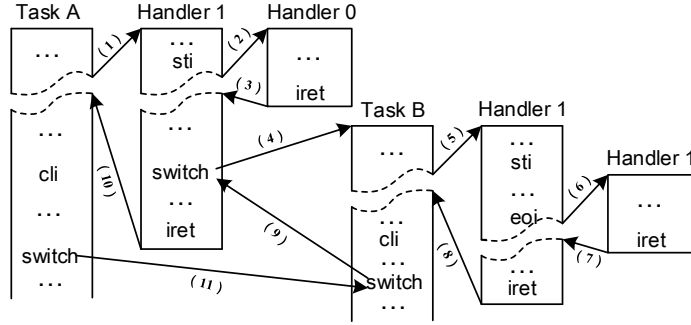 Task A
Handler 1
Handler 0
...
(1)
...
sti
(2)
...
(3)
iret
Task B
Handler 1
...
cli
...
switch
...
(10)
...
switch
iret
(4)
...
(5)
...
sti
...
eoi
(6)
Handler 1
...
iret
(7)
...
cli
...
switch
...
(8)
...
iret
(9)
(11)